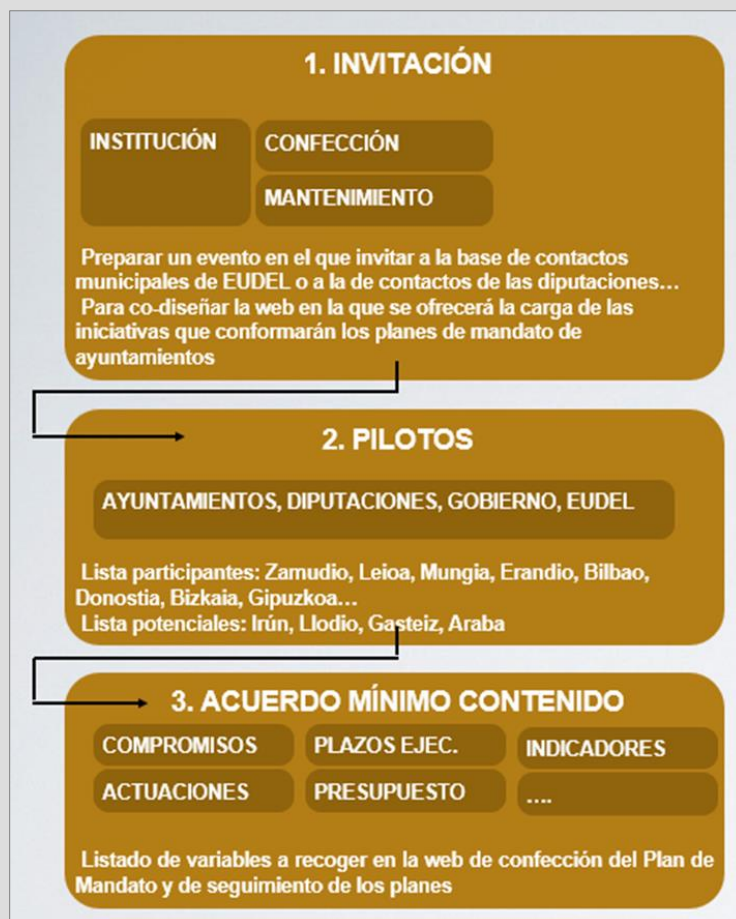 1. INVITACIÓN
INSTITUCIÓN
CONFECCIÓN
MANTENIMIENTO
Preparar un evento en el que invitar a la base de contactos
municipales de EUDEL o a la de contactos de las diputaciones...
Para co-diseñar la web en la que se ofrecerá la carga de las
iniciativas que conformarán los planes de mandato de
ayuntamientos
2. PILOTOS
AYUNTAMIENTOS, DIPUTACIONES, GOBIERNO, EUDEL
Lista participantes: Zamudio, Leioa, Mungia, Erandio, Bilbao,
Donostia, Bizkaia, Gipuzkoa...
Lista potenciales: Irún, Llodio, Gasteiz, Araba
3. ACUERDO MÍNIMO CONTENIDO
COMPROMISOS
PLAZOS EJEC.
INDICADORES
ACTUACIONES
PRESUPUESTO
....
Listado de variables a recoger en la web de confección del Plan de
Mandato y de seguimiento de los planes